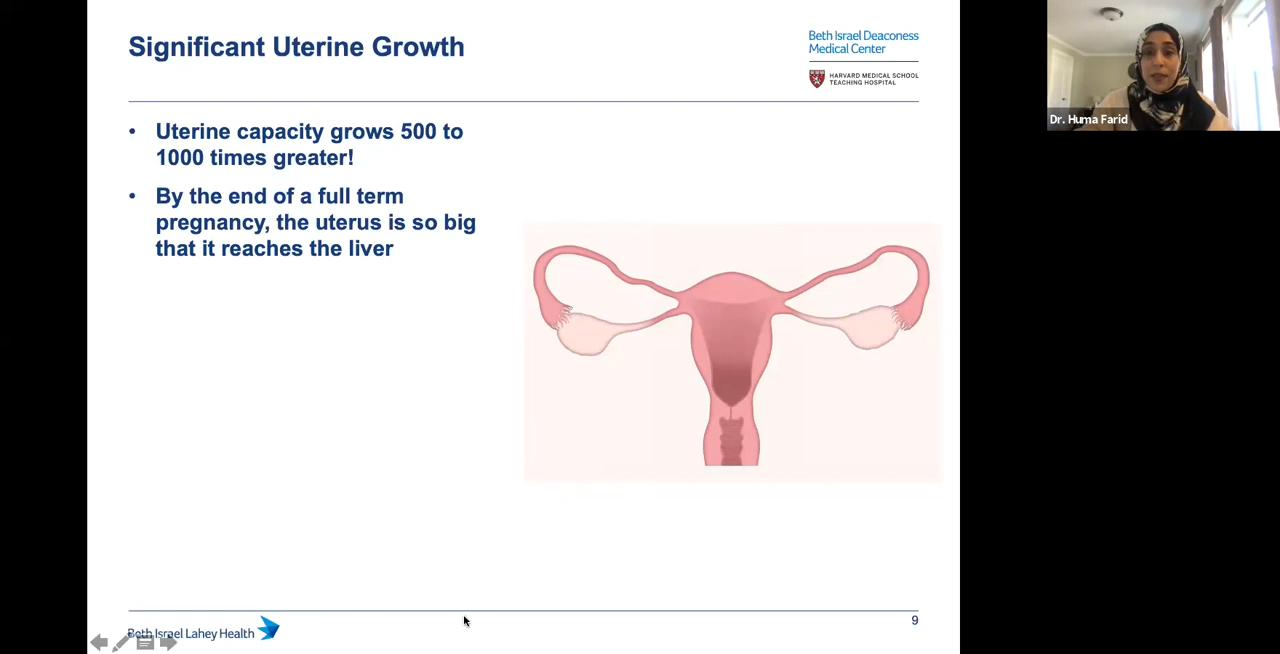 Significant Uterine Growth
Beth Israel Deaconess
Medical Center
HARVARD MEDICAL SCHOOL
TEACHING HOSPITAL
• Uterine capacity grows 500 to
1000 times greater!
• By the end of a full term
pregnancy, the uterus is so big
that it reaches the liver
Dr. Huma Farid
Beth Israel Lahey Health
9